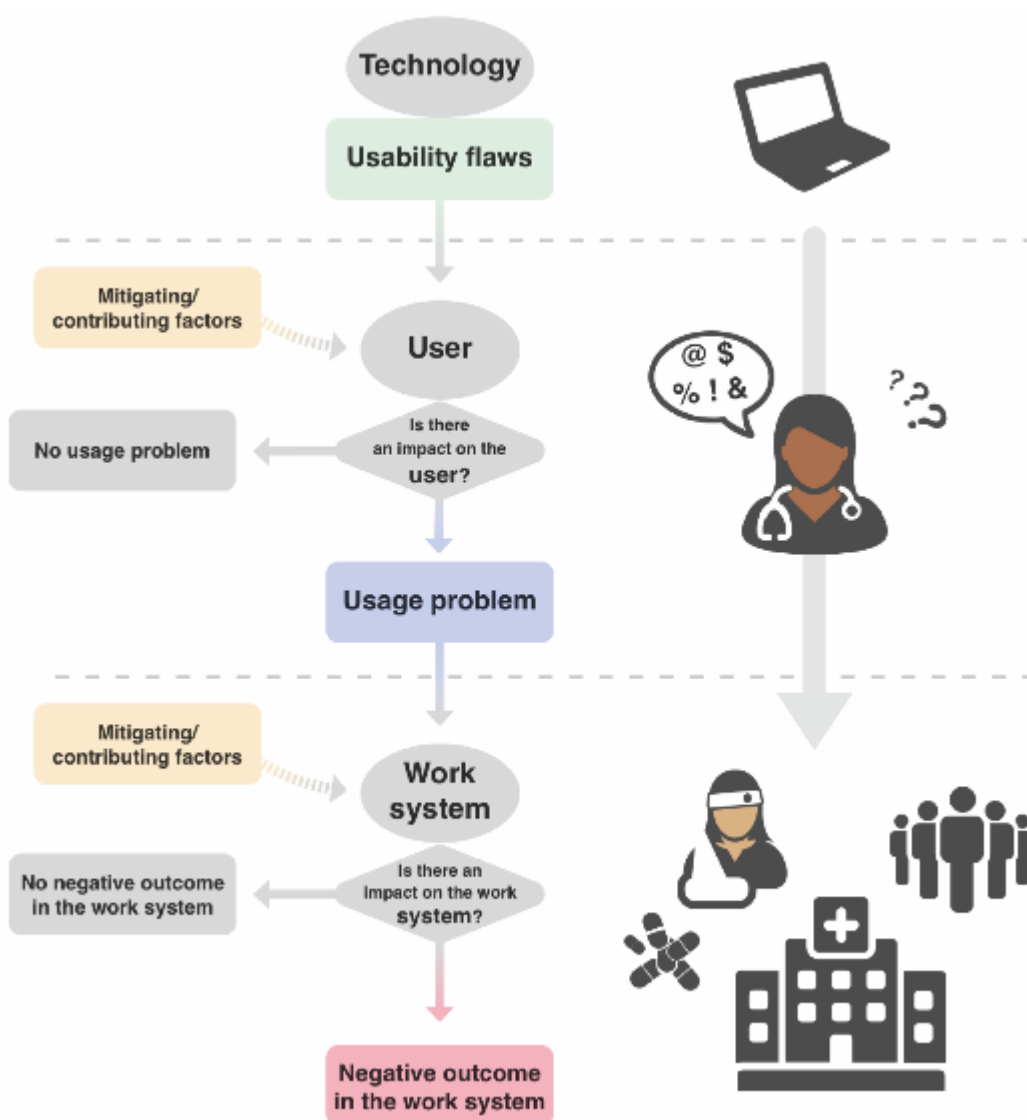 Technology
Usability flaws
Mitigating/
contributing factors
User
@ $
% ! &
? ? ?
Is there
an impact on the
user?
No usage problem
Usage problem
Mitigating/
contributing factors
Work
system
Is there an
impact on the work
system?
No negative outcome
in the work system
Negative outcome
in the work system